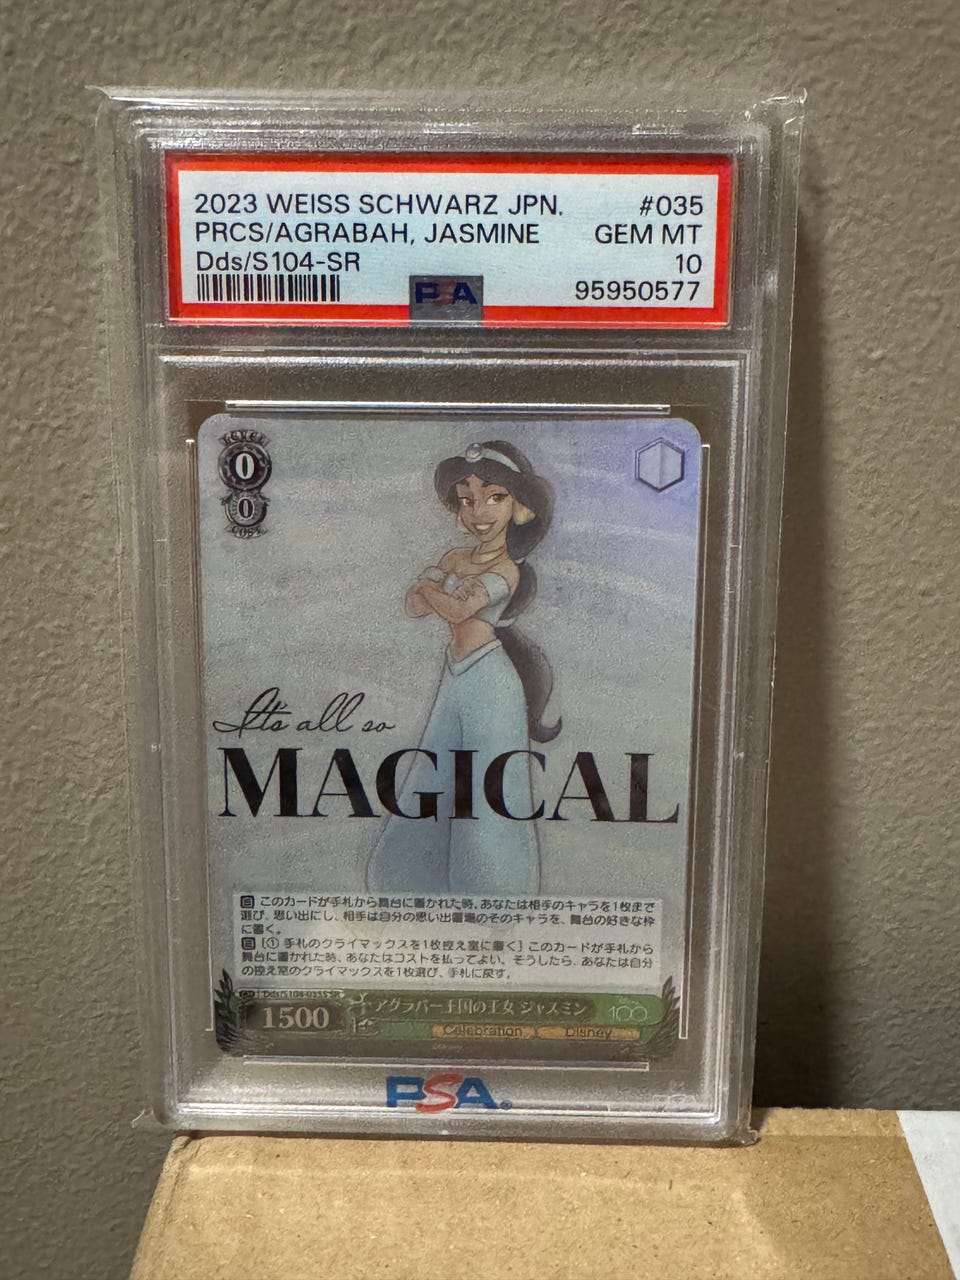 2023 WEISS SCHWARZ JPN. #035
PRCS/AGRABAH, JASMINE GEM MT
Dds/S104-SR 10
95950577
PSA
LEVEL
0
0
COST
It's all so
MAGICAL
自 このカードが手札から舞台に置かれた時、あなたは相手のキャラを1枚まで
選び、思い出にし、相手は自分の思い出置場のそのキャラを、舞台の好きな枠
に置く。
自 [① 手札のクライマックスを1枚控え室に置く] このカードが手札から
舞台に置かれた時、あなたはコストを払ってよい。そうしたら、あなたは自分
の控え室のクライマックスを1枚選び、手札に戻す。
Dds/S104-035S SR
アグラバー王国の王女 ジャスミン
1500
100
Celebration
Disney
PSA®